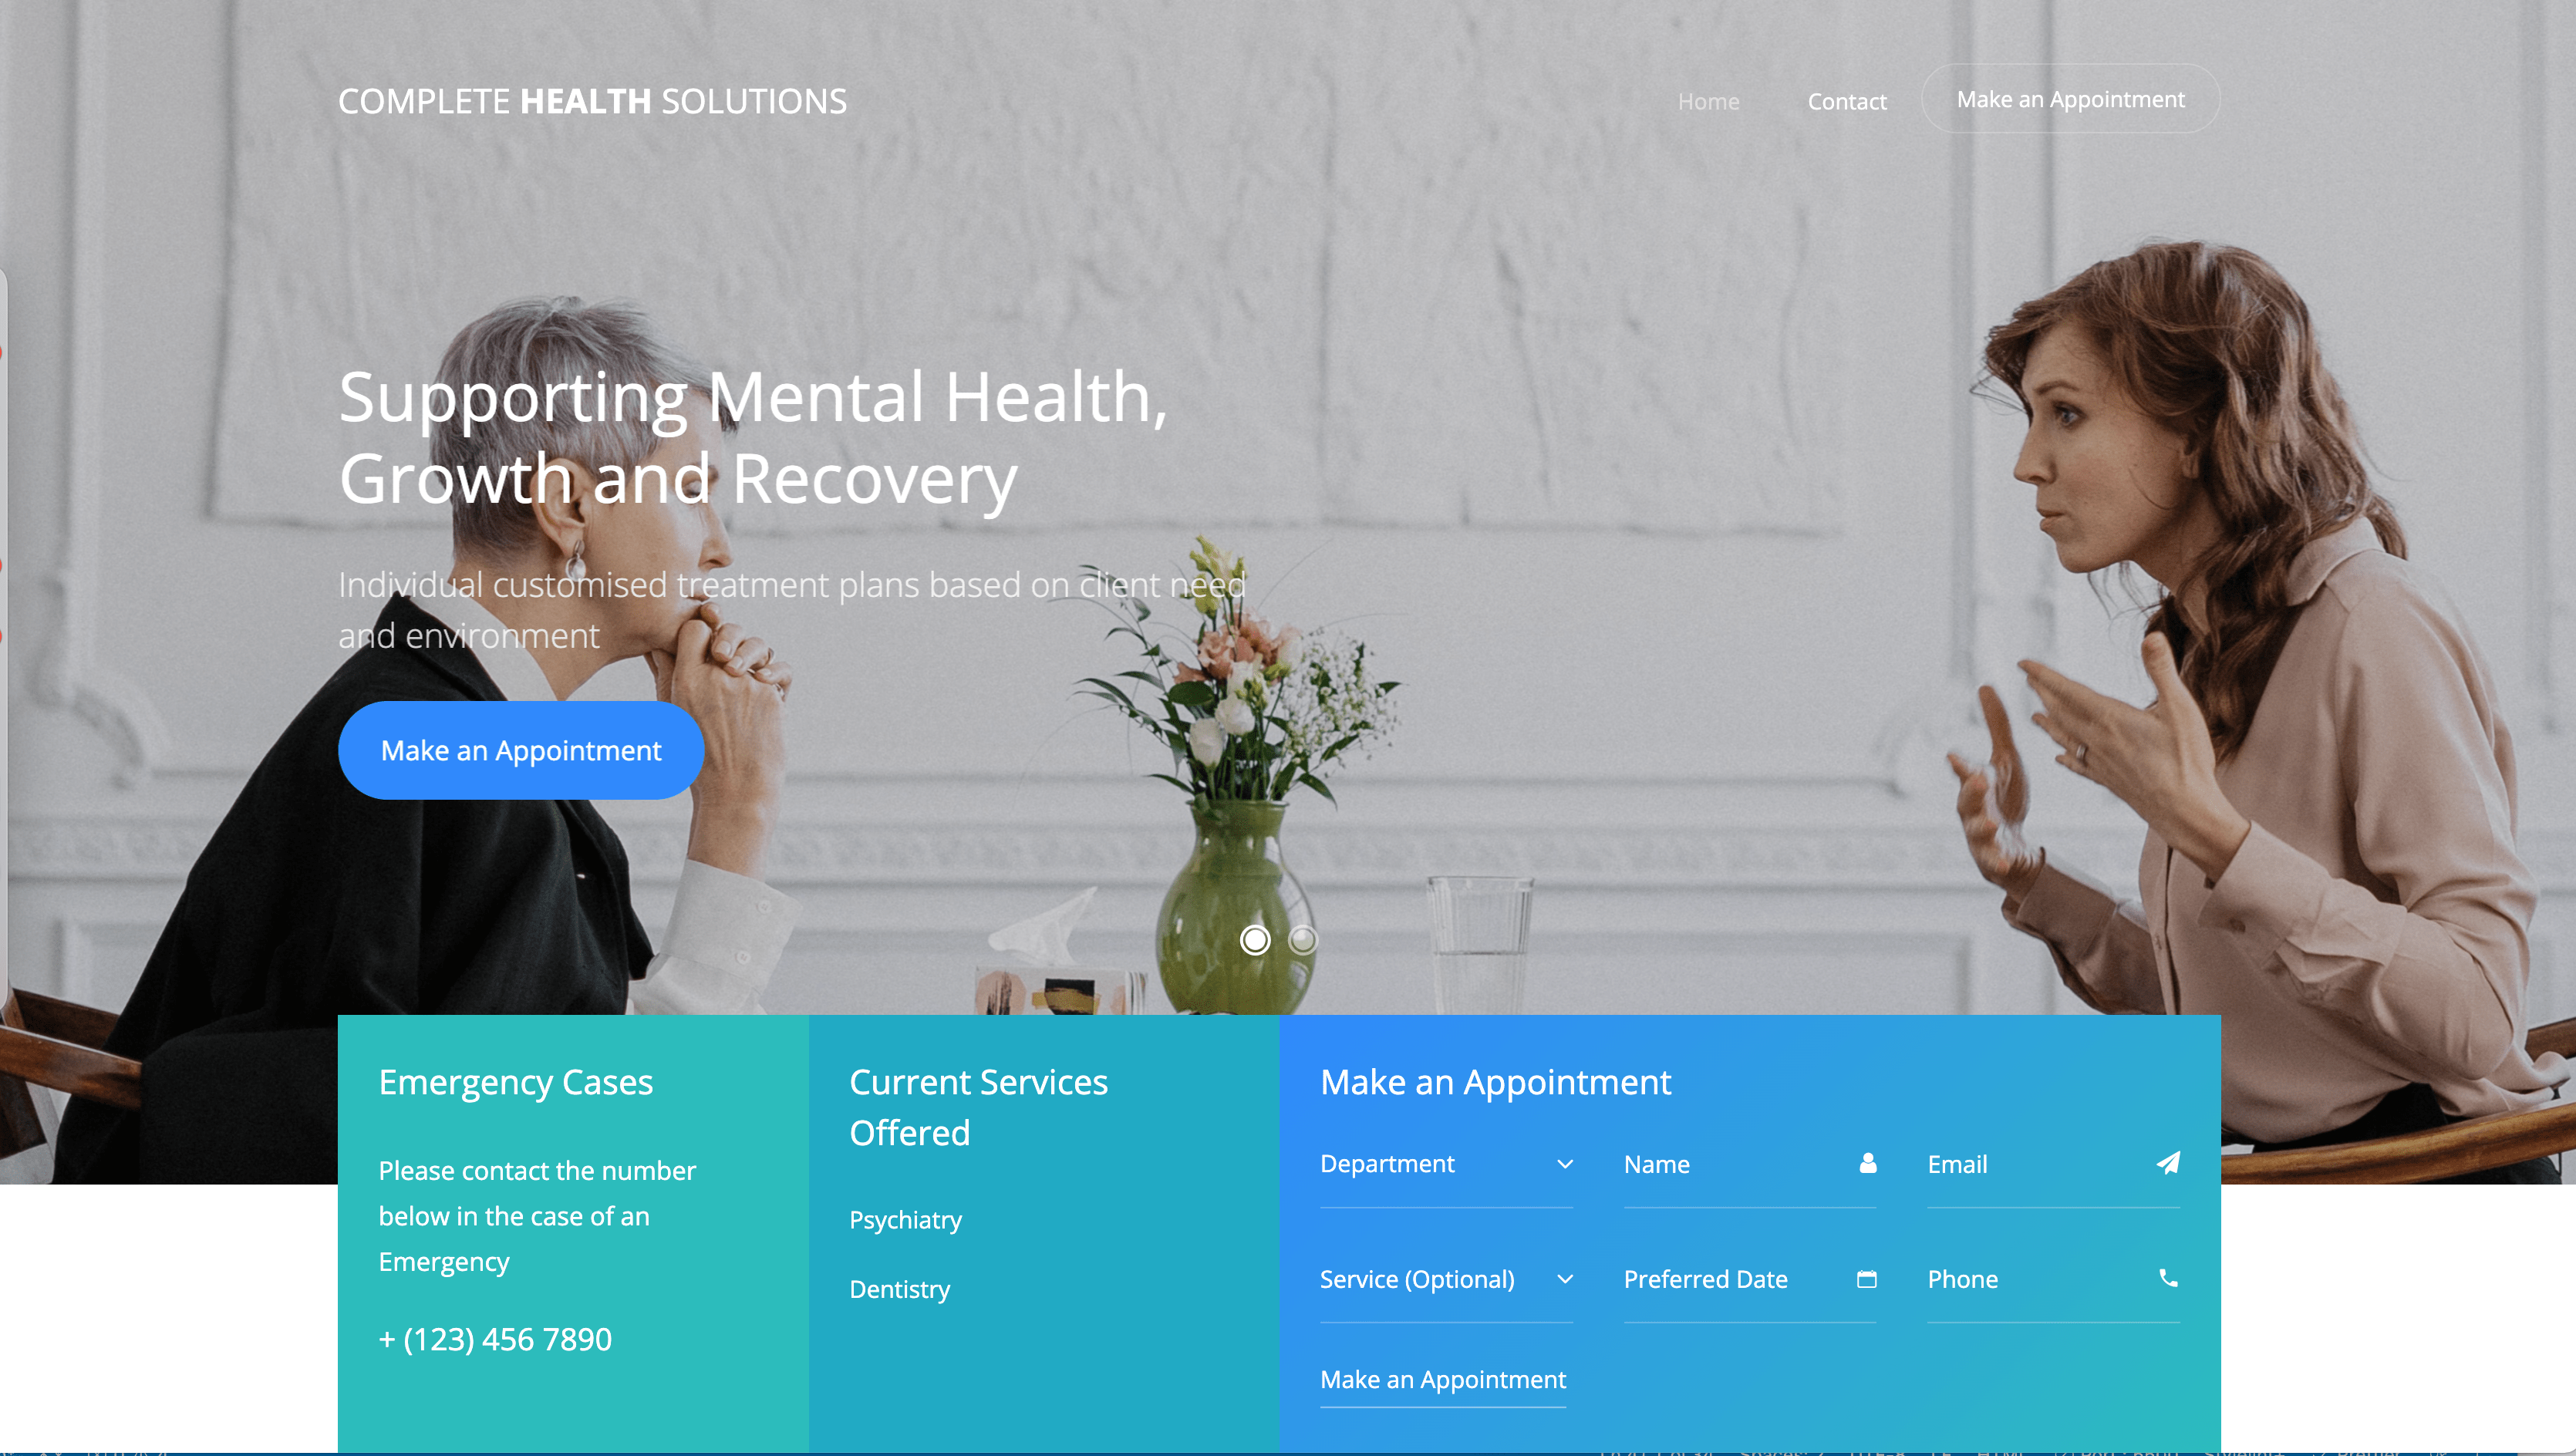 COMPLETE HEALTH SOLUTIONS
Home
Contact
Make an Appointment
Supporting Mental Health,
Growth and Recovery
Individual customised treatment plans based on client need
and environment
Make an Appointment
Emergency Cases
Please contact the number
below in the case of an
Emergency
+ (123) 456 7890
Current Services
Offered
Psychiatry
Dentistry
Make an Appointment
Department
Name
Email
Service (Optional)
Preferred Date
Phone
Make an Appointment